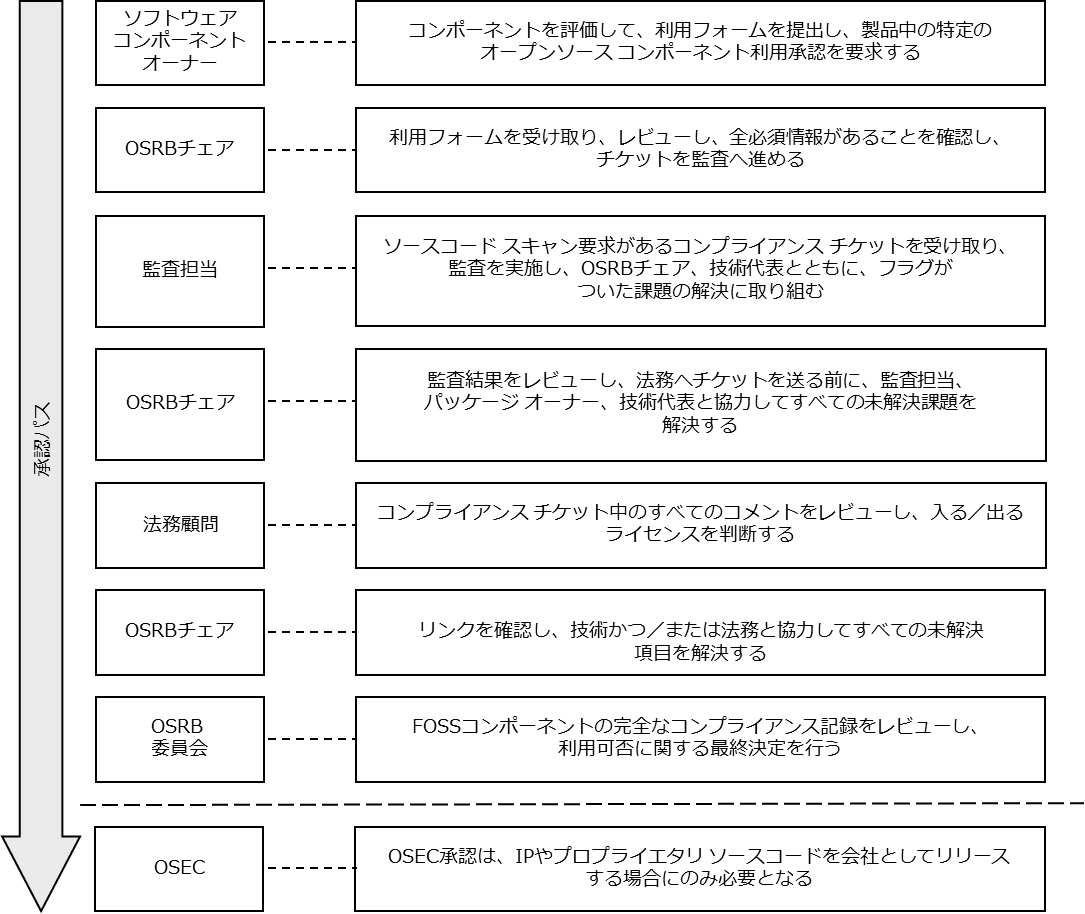 承認パス
ソフトウェア
コンポーネント
オーナー
コンポーネントを評価して、利用フォームを提出し、製品中の特定の
オープンソース コンポーネント利用承認を要求する
OSRBチェア
利用フォームを受け取り、レビューし、全必須情報があることを確認し、
チケットを監査へ進める
監査担当
ソースコード スキャン要求があるコンプライアンス チケットを受け取り、
監査を実施し、OSRBチェア、技術代表とともに、フラグが
ついた課題の解決に取り組む
OSRBチェア
監査結果をレビューし、法務へチケットを送る前に、監査担当、
パッケージ オーナー、技術代表と協力してすべての未解決課題を
解決する
法務顧問
コンプライアンス チケット中のすべてのコメントをレビューし、入る／出る
ライセンスを判断する
OSRBチェア
リンクを確認し、技術かつ／または法務と協力してすべての未解決
項目を解決する
OSRB
委員会
FOSSコンポーネントの完全なコンプライアンス記録をレビューし、
利用可否に関する最終決定を行う
OSEC
OSEC承認は、IPやプロプライエタリ ソースコードを会社としてリリース
する場合にのみ必要となる